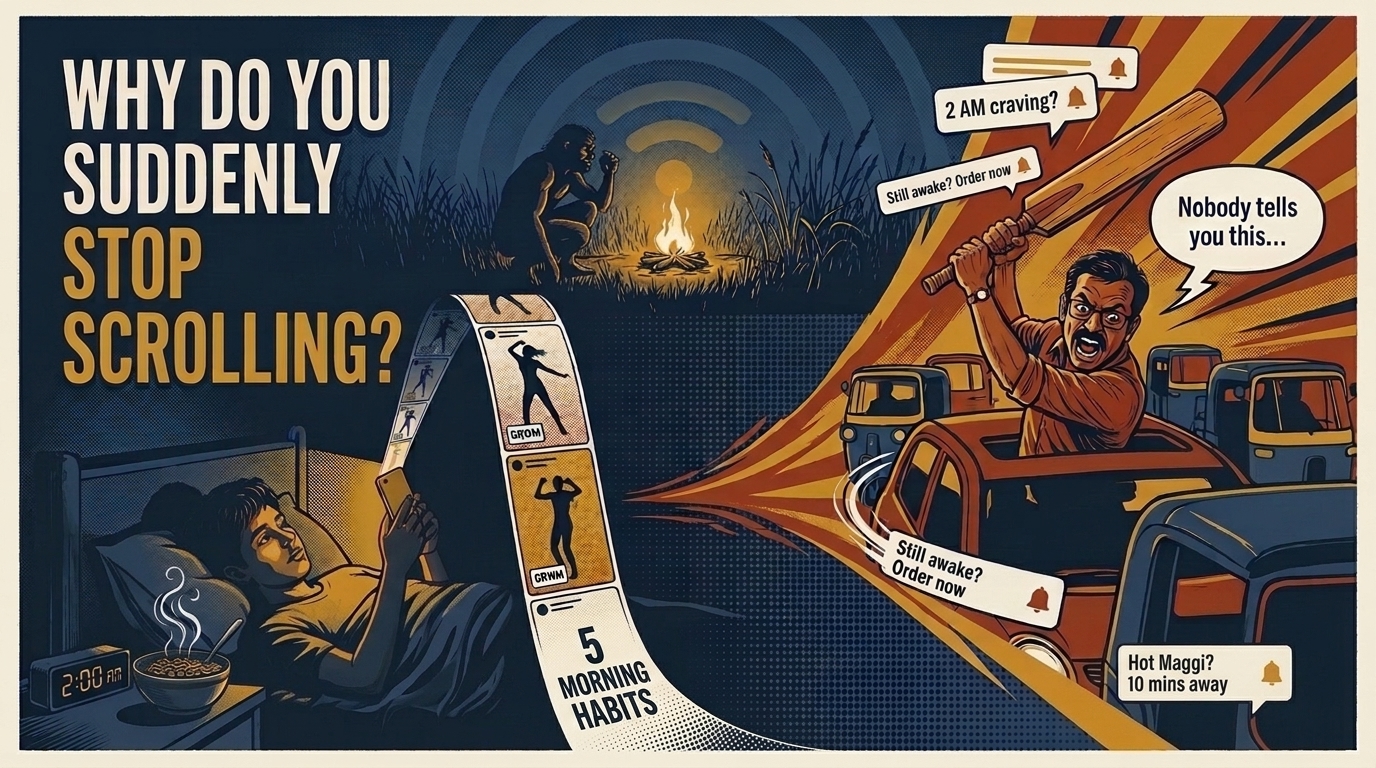 WHY DO YOU
SUDDENLY
STOP
SCROLLING?
2 AM craving?
Still awake? Order now
Nobody tells
you this...
GROM
GRWM
5
MORNING
HABITS
Still awake?
Order now
2:00 AM
Hot Maggi?
10 mins away